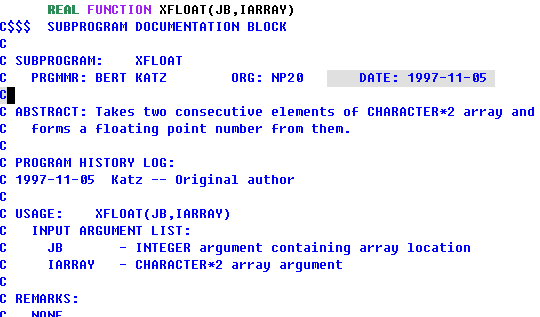 REAL FUNCTION XFLOAT(JB,IARRAY)
C$$$  SUBPROGRAM DOCUMENTATION BLOCK
C
C SUBPROGRAM:    XFLOAT
C   PRGMMR: BERT KATZ        ORG: NP20       DATE: 1997-11-05
C
C ABSTRACT: Takes two consecutive elements of CHARACTER*2 array and
C   forms a floating point number from them.
C
C PROGRAM HISTORY LOG:
C 1997-11-05  Katz -- Original author
C
C USAGE:    XFLOAT(JB,IARRAY)
C   INPUT ARGUMENT LIST:
C     JB       - INTEGER argument containing array location
C     IARRAY   - CHARACTER*2 array argument
C
C REMARKS:
C   NONE